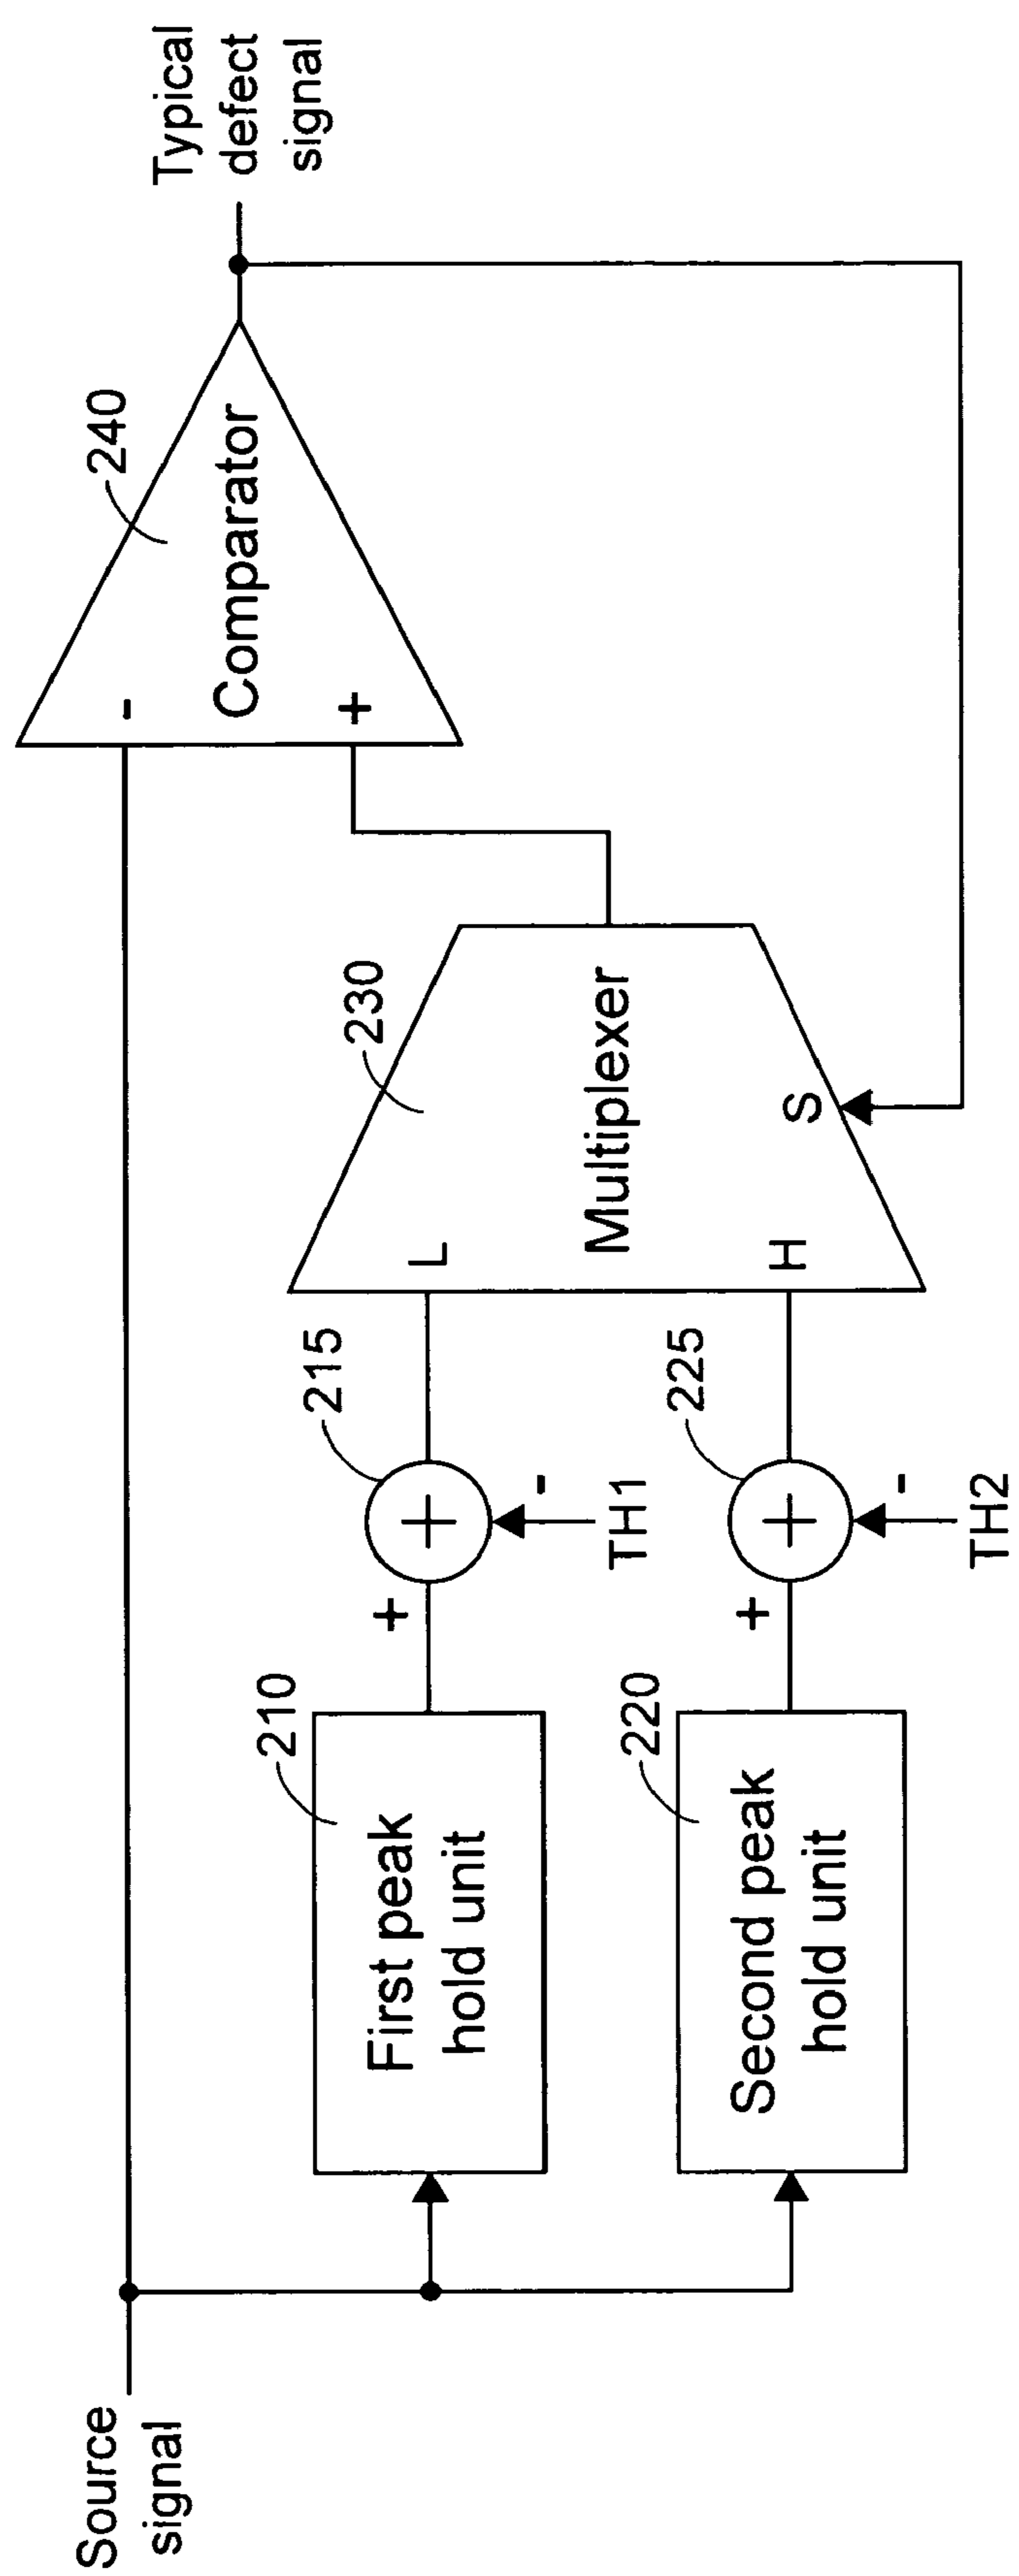 Source
signal
210
First peak
hold unit
+
215
+
-
TH1
220
Second peak
hold unit
+
225
+
-
TH2
230
L
Multiplexer
H
S
240
-
Comparator
+
Typical
defect
signal